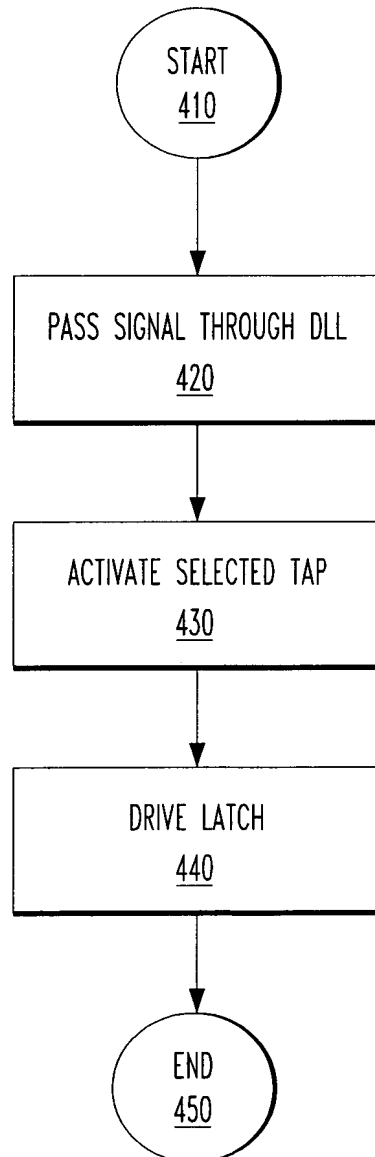 START
410
PASS SIGNAL THROUGH DLL
420
ACTIVATE SELECTED TAP
430
DRIVE LATCH
440
END
450